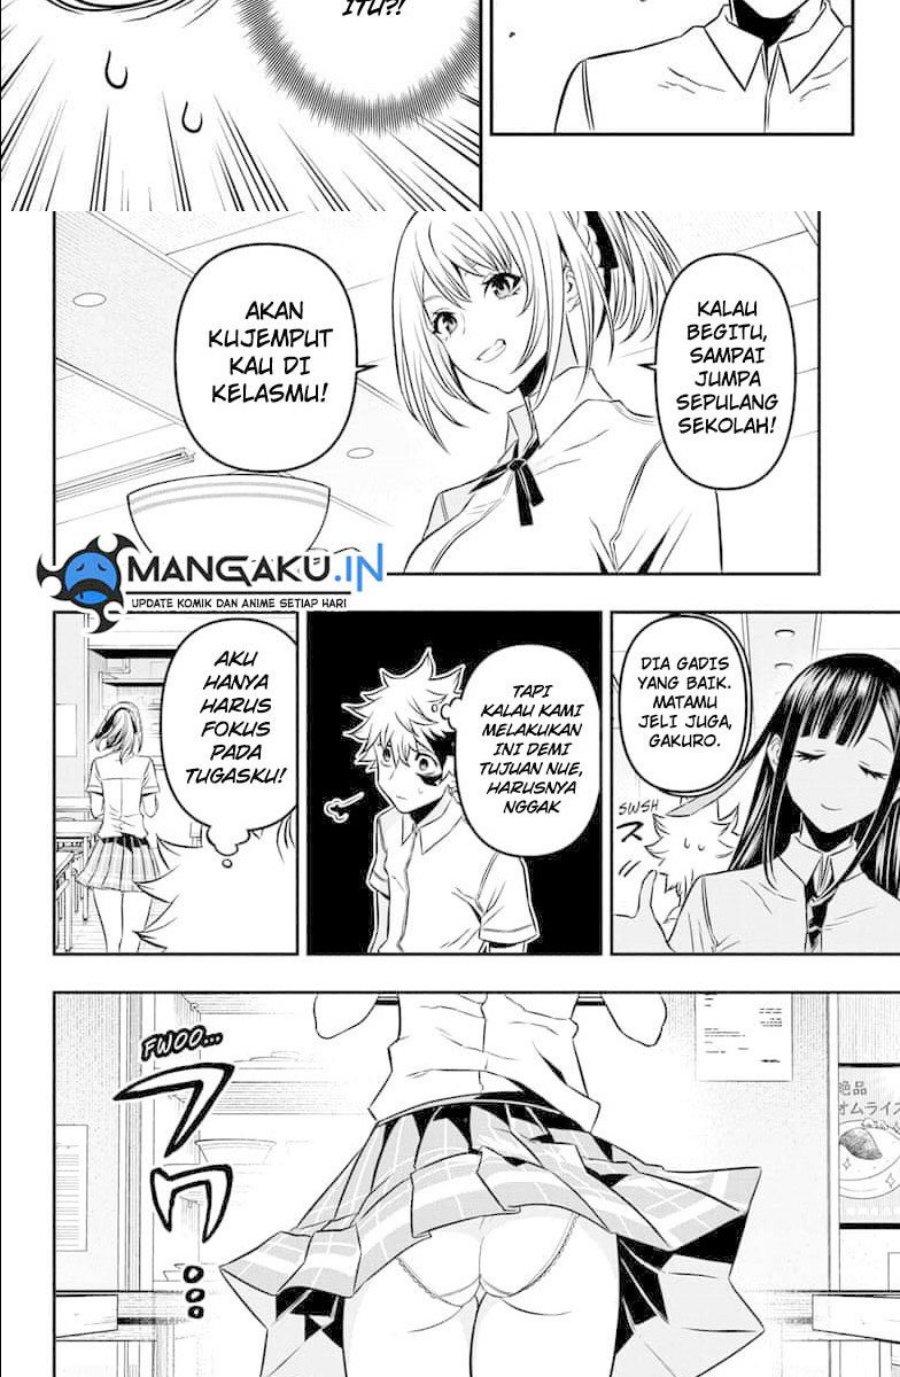 ITU?!
KALAU
BEGITU,
SAMPAI
JUMPA
SEPULANG
SEKOLAH!
AKAN
KUJEMPUT
KAU DI
KELASMU!
MANGAKU.IN
UPDATE KOMIK DAN ANIME SETIAP HARI
DIA GADIS
YANG BAIK.
MATAMU
JELI JUGA,
GAKURO.
SWSH
ス
TAPI
KALAU KAMI
MELAKUKAN
INI DEMI
TUJUAN NUE,
HARUSNYA
NGGAK
AKU
HANYA
HARUS
FOKUS
PADA
TUGASKU!
FWOO...
フワ...
絶品
オムライス